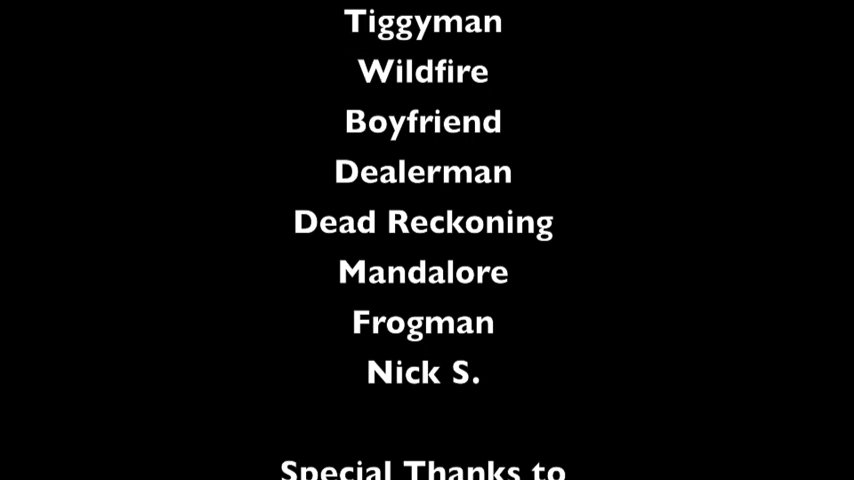 Tiggyman
Wildfire
Boyfriend
Dealerman
Dead Reckoning
Mandalore
Frogman
Nick S.
Special Thanks to